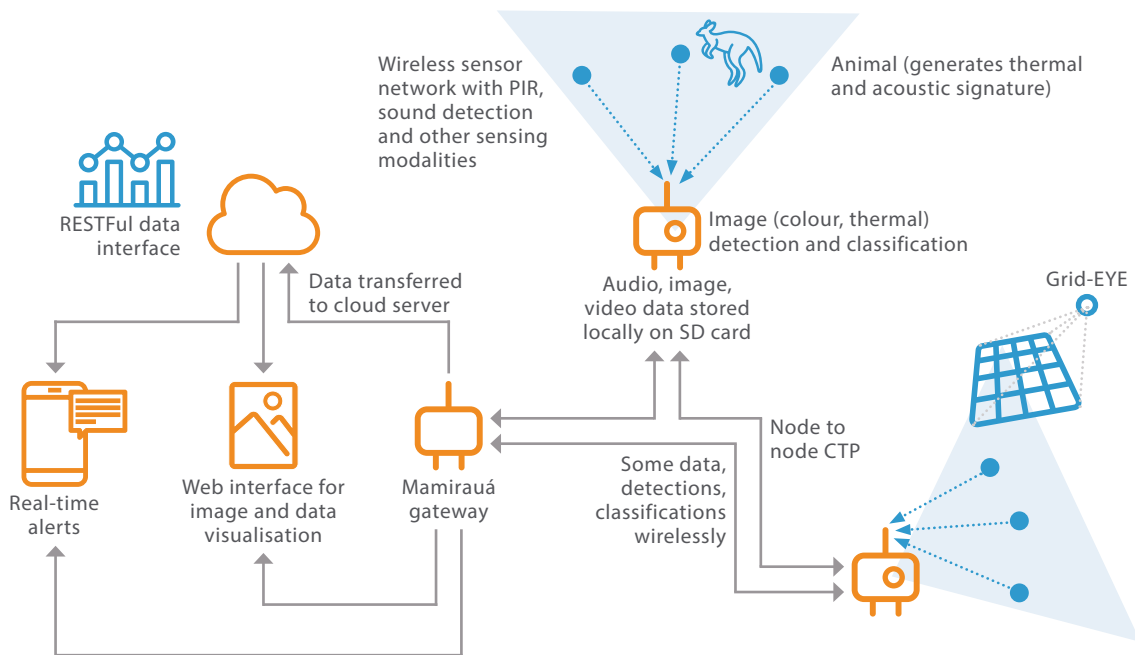 Wireless sensor
network with PIR,
sound detection
and other sensing
modalities
Animal (generates thermal
and acoustic signature)
RESTFul data
interface
Image (colour, thermal)
detection and classification
Data transferred
to cloud server
Audio, image,
video data stored
locally on SD card
Grid-EYE
Node to
node CTP
Some data,
detections,
classifications
wirelessly
Real-time
alerts
Web interface for
image and data
visualisation
Mamirauá
gateway